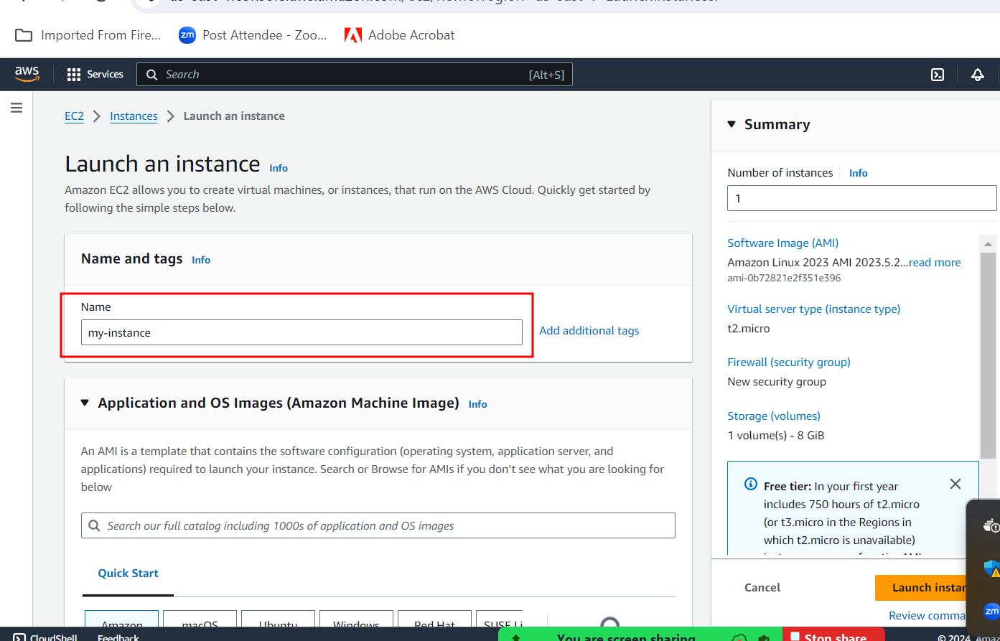 Imported From Fire...
zm
Post Attendee - Zoo...
Adobe Acrobat
aws
Services
Search
[Alt+S]
EC2
Instances
Launch an instance
Launch an instance
Info
Amazon EC2 allows you to create virtual machines, or instances, that run on the AWS Cloud. Quickly get started by
following the simple steps below.
Name and tags
Info
Name
my-instance
Add additional tags
Application and OS Images (Amazon Machine Image)
Info
An AMI is a template that contains the software configuration (operating system, application server, and
applications) required to launch your instance. Search or Browse for AMIs if you don't see what you are looking for
below
Search our full catalog including 1000s of application and OS images
Quick Start
Amazon
macOS
Ubuntu
Windows
Red Hat
SUSE Li
Summary
Number of instances
Info
1
Software Image (AMI)
Amazon Linux 2023 AMI 2023.5.2...read more
ami-0b72821e2f351e396
Virtual server type (instance type)
t2.micro
Firewall (security group)
New security group
Storage (volumes)
1 volume(s) - 8 GiB
Free tier: In your first year
includes 750 hours of t2.micro
(or t3.micro in the Regions in
which t2.micro is unavailable)
Cancel
Launch instan
Review comma
zm
CloudShell
Feedback
You are screen sharing
Stop share
© 2024, Amaz